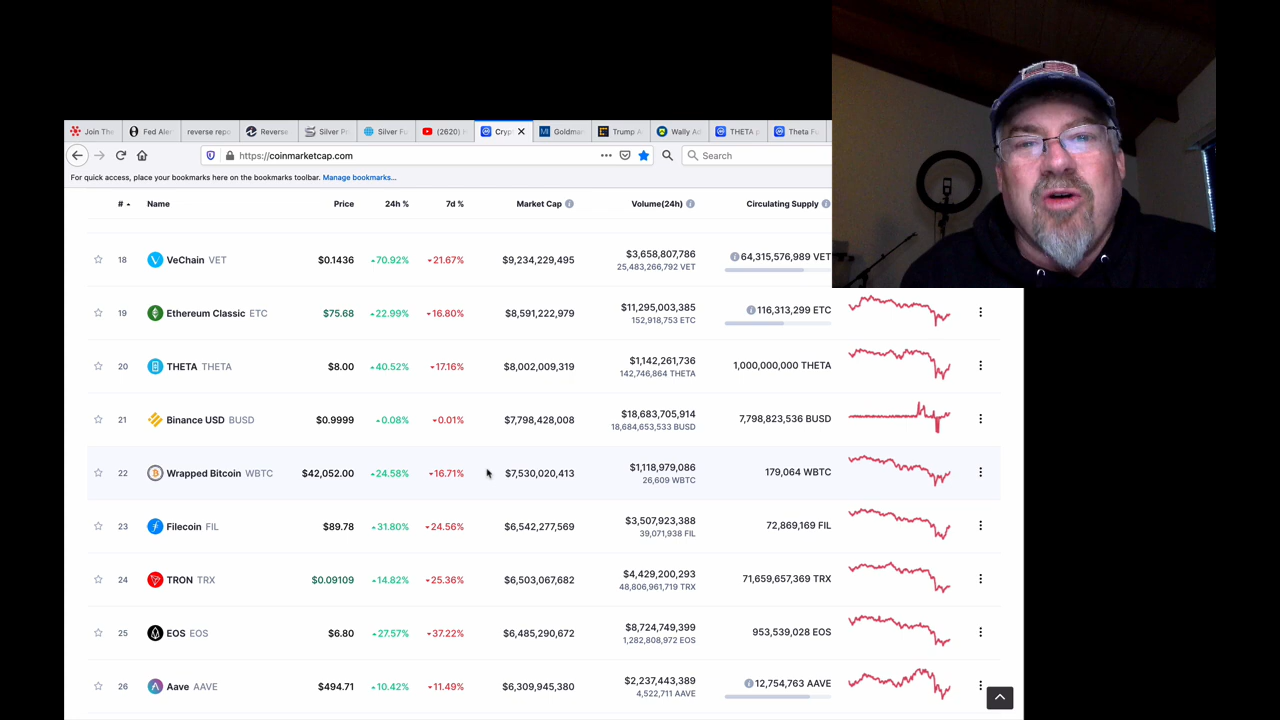 Join The
Fed Aler
reverse repo
Reverse
Silver Pr
Silver Fu
(2620) H
Cryp
Goldman
Trump A
Wally Ad
THETA p
Theta Fu
https://coinmarketcap.com
Search
For quick access, place your bookmarks here on the bookmarks toolbar. Manage bookmarks...
# Name Price 24h % 7d % Market Cap Volume(24h) Circulating Supply
18 VeChain VET $0.1436 70.92% 21.67% $9,234,229,495 $3,658,807,786 64,315,576,989 VET
25,483,266,792 VET
19 Ethereum Classic ETC $75.68 22.99% 16.80% $8,591,222,979 $11,295,003,385 116,313,299 ETC
152,918,753 ETC
20 THETA THETA $8.00 40.52% 17.16% $8,002,009,319 $1,142,261,736 1,000,000,000 THETA
142,746,864 THETA
21 Binance USD BUSD $0.9999 0.08% 0.01% $7,798,428,008 $18,683,705,914 7,798,823,536 BUSD
18,684,653,533 BUSD
22 Wrapped Bitcoin WBTC $42,052.00 24.58% 16.71% $7,530,020,413 $1,118,979,086 179,064 WBTC
26,609 WBTC
23 Filecoin FIL $89.78 31.80% 24.56% $6,542,277,569 $3,507,923,388 72,869,169 FIL
39,071,938 FIL
24 TRON TRX $0.09109 14.82% 25.36% $6,503,067,682 $4,429,200,293 71,659,657,369 TRX
48,806,961,719 TRX
25 EOS EOS $6.80 27.57% 37.22% $6,485,290,672 $8,724,749,399 953,539,028 EOS
1,282,808,972 EOS
26 Aave AAVE $494.71 10.42% 11.49% $6,309,945,380 $2,237,443,389 12,754,763 AAVE
4,522,711 AAVE